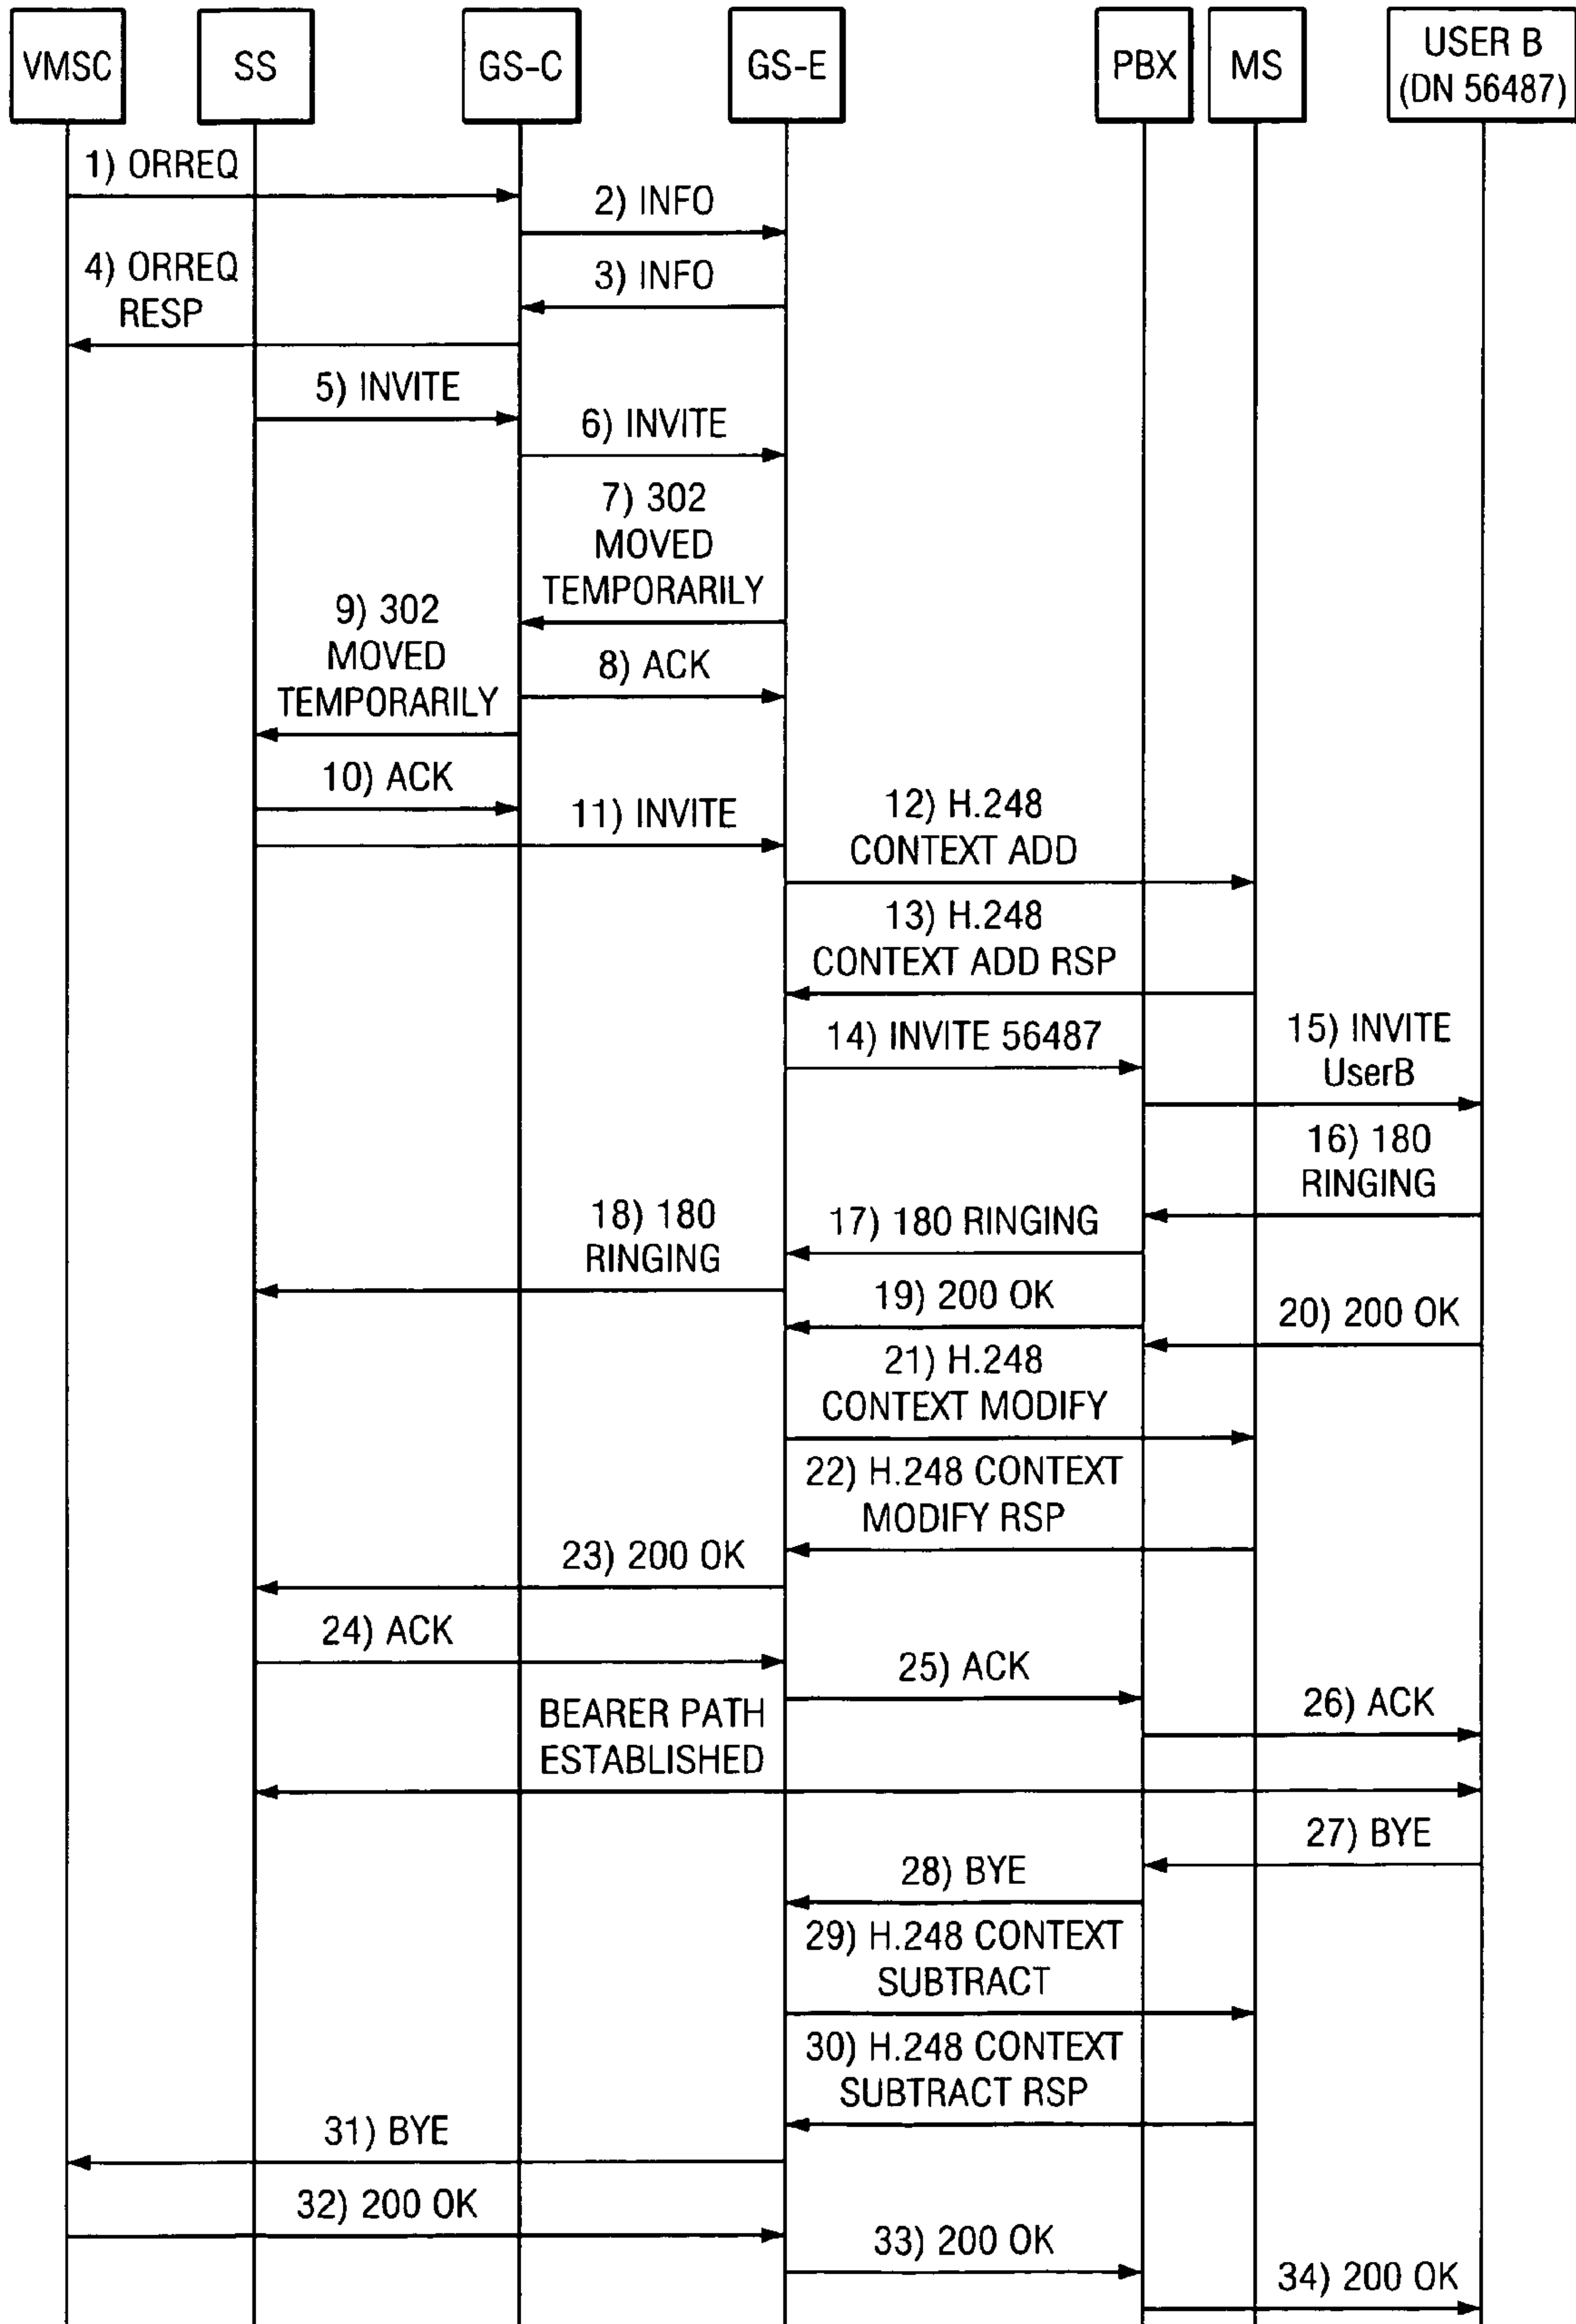 VMSC
SS
GS-C
GS-E
PBX
MS
USER B
(DN 56487)
1) ORREQ
2) INFO
4) ORREQ
RESP
3) INFO
5) INVITE
6) INVITE
7) 302
MOVED
TEMPORARILY
9) 302
MOVED
TEMPORARILY
8) ACK
10) ACK
11) INVITE
12) H.248
CONTEXT ADD
13) H.248
CONTEXT ADD RSP
14) INVITE 56487
15) INVITE
UserB
16) 180
RINGING
17) 180 RINGING
18) 180
RINGING
19) 200 OK
20) 200 OK
21) H.248
CONTEXT MODIFY
22) H.248 CONTEXT
MODIFY RSP
23) 200 OK
24) ACK
25) ACK
26) ACK
BEARER PATH
ESTABLISHED
27) BYE
28) BYE
29) H.248 CONTEXT
SUBTRACT
30) H.248 CONTEXT
SUBTRACT RSP
31) BYE
32) 200 OK
33) 200 OK
34) 200 OK